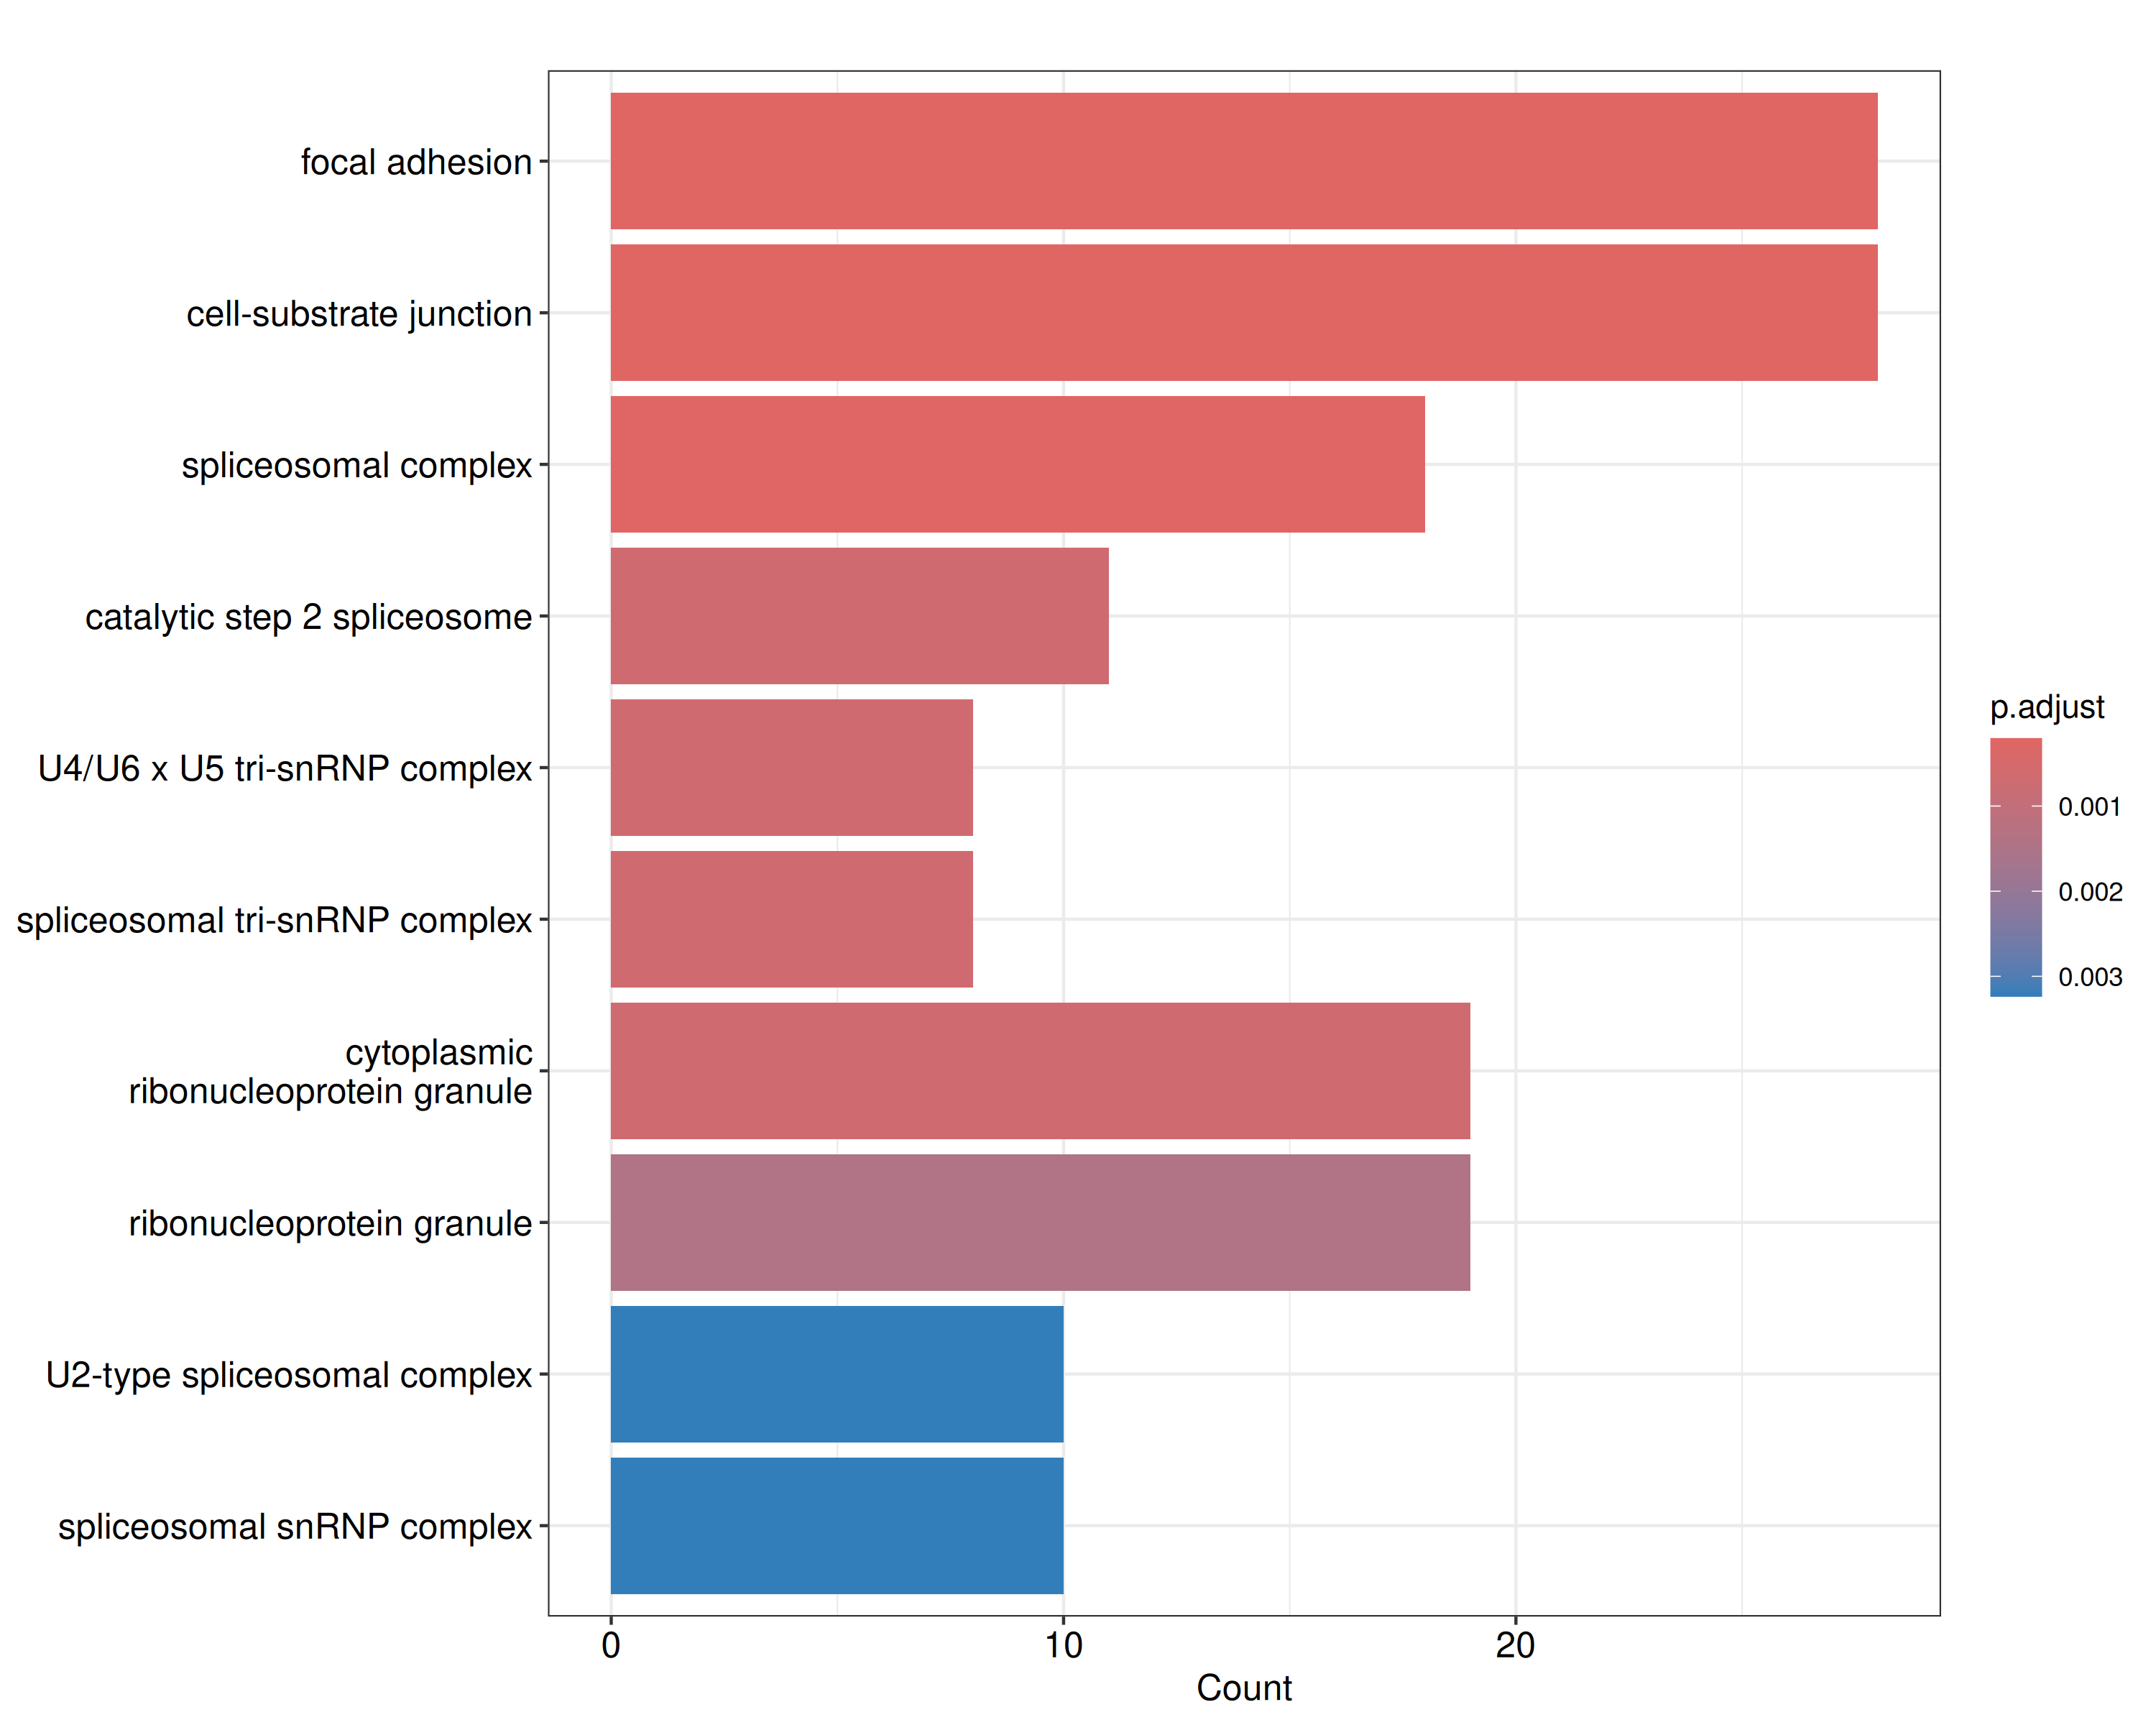 focal adhesion
cell-substrate junction
spliceosomal complex
catalytic step 2 spliceosome
U4/U6 x U5 tri-snRNP complex
spliceosomal tri-snRNP complex
cytoplasmic
ribonucleoprotein granule
ribonucleoprotein granule
U2-type spliceosomal complex
spliceosomal snRNP complex
0
10
20
Count
p.adjust
0.001
0.002
0.003